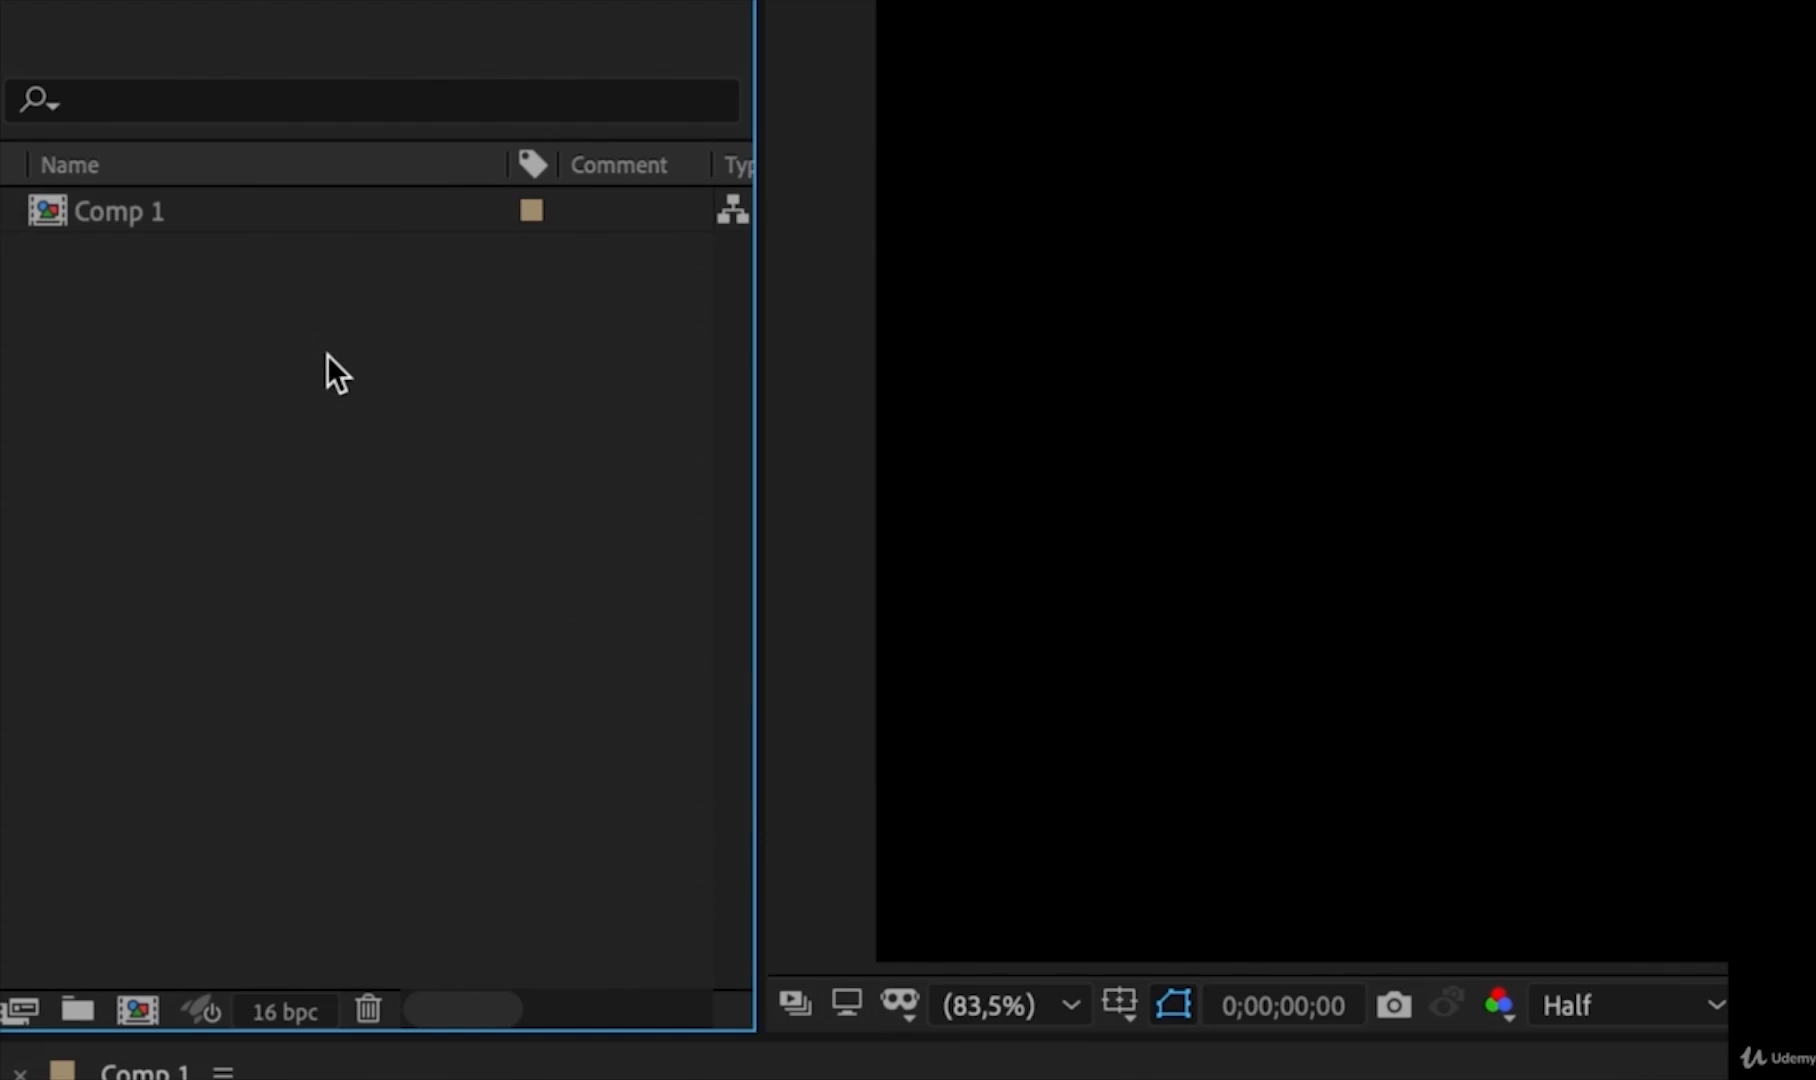 Name Comment Typ
Comp 1
16 bpc
(83,5%) 0;00;00;00 Half
Comp 1
Udemy